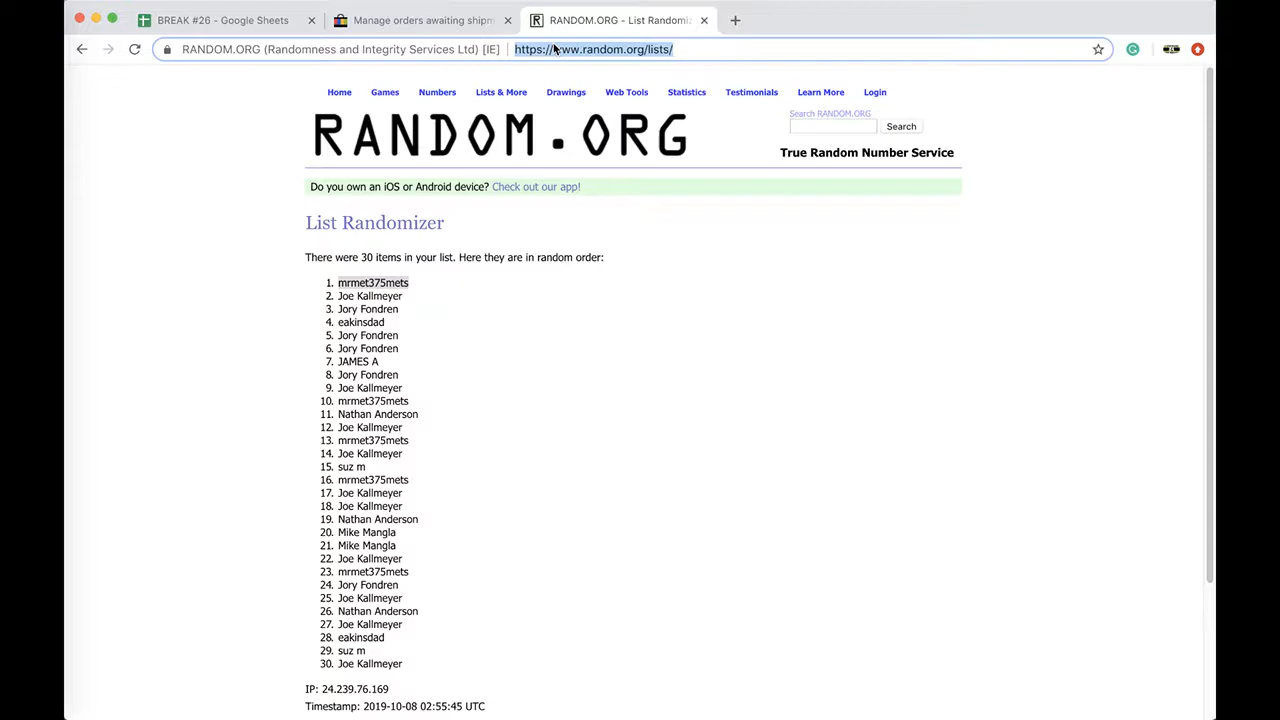 BREAK #26 - Google Sheets
Manage orders awaiting shipm
RANDOM.ORG - List Randomiz
RANDOM.ORG (Randomness and Integrity Services Ltd) [IE] https://www.random.org/lists/
Home Games Numbers Lists & More Drawings Web Tools Statistics Testimonials Learn More Login
Search RANDOM.ORG
RANDOM.ORG
Search
True Random Number Service
Do you own an iOS or Android device? Check out our app!
List Randomizer
There were 30 items in your list. Here they are in random order:
1. mrmet375mets
2. Joe Kallmeyer
3. Jory Fondren
4. eakinsdad
5. Jory Fondren
6. Jory Fondren
7. JAMES A
8. Jory Fondren
9. Joe Kallmeyer
10. mrmet375mets
11. Nathan Anderson
12. Joe Kallmeyer
13. mrmet375mets
14. Joe Kallmeyer
15. suz m
16. mrmet375mets
17. Joe Kallmeyer
18. Joe Kallmeyer
19. Nathan Anderson
20. Mike Mangla
21. Mike Mangla
22. Joe Kallmeyer
23. mrmet375mets
24. Jory Fondren
25. Joe Kallmeyer
26. Nathan Anderson
27. Joe Kallmeyer
28. eakinsdad
29. suz m
30. Joe Kallmeyer
IP: 24.239.76.169
Timestamp: 2019-10-08 02:55:45 UTC